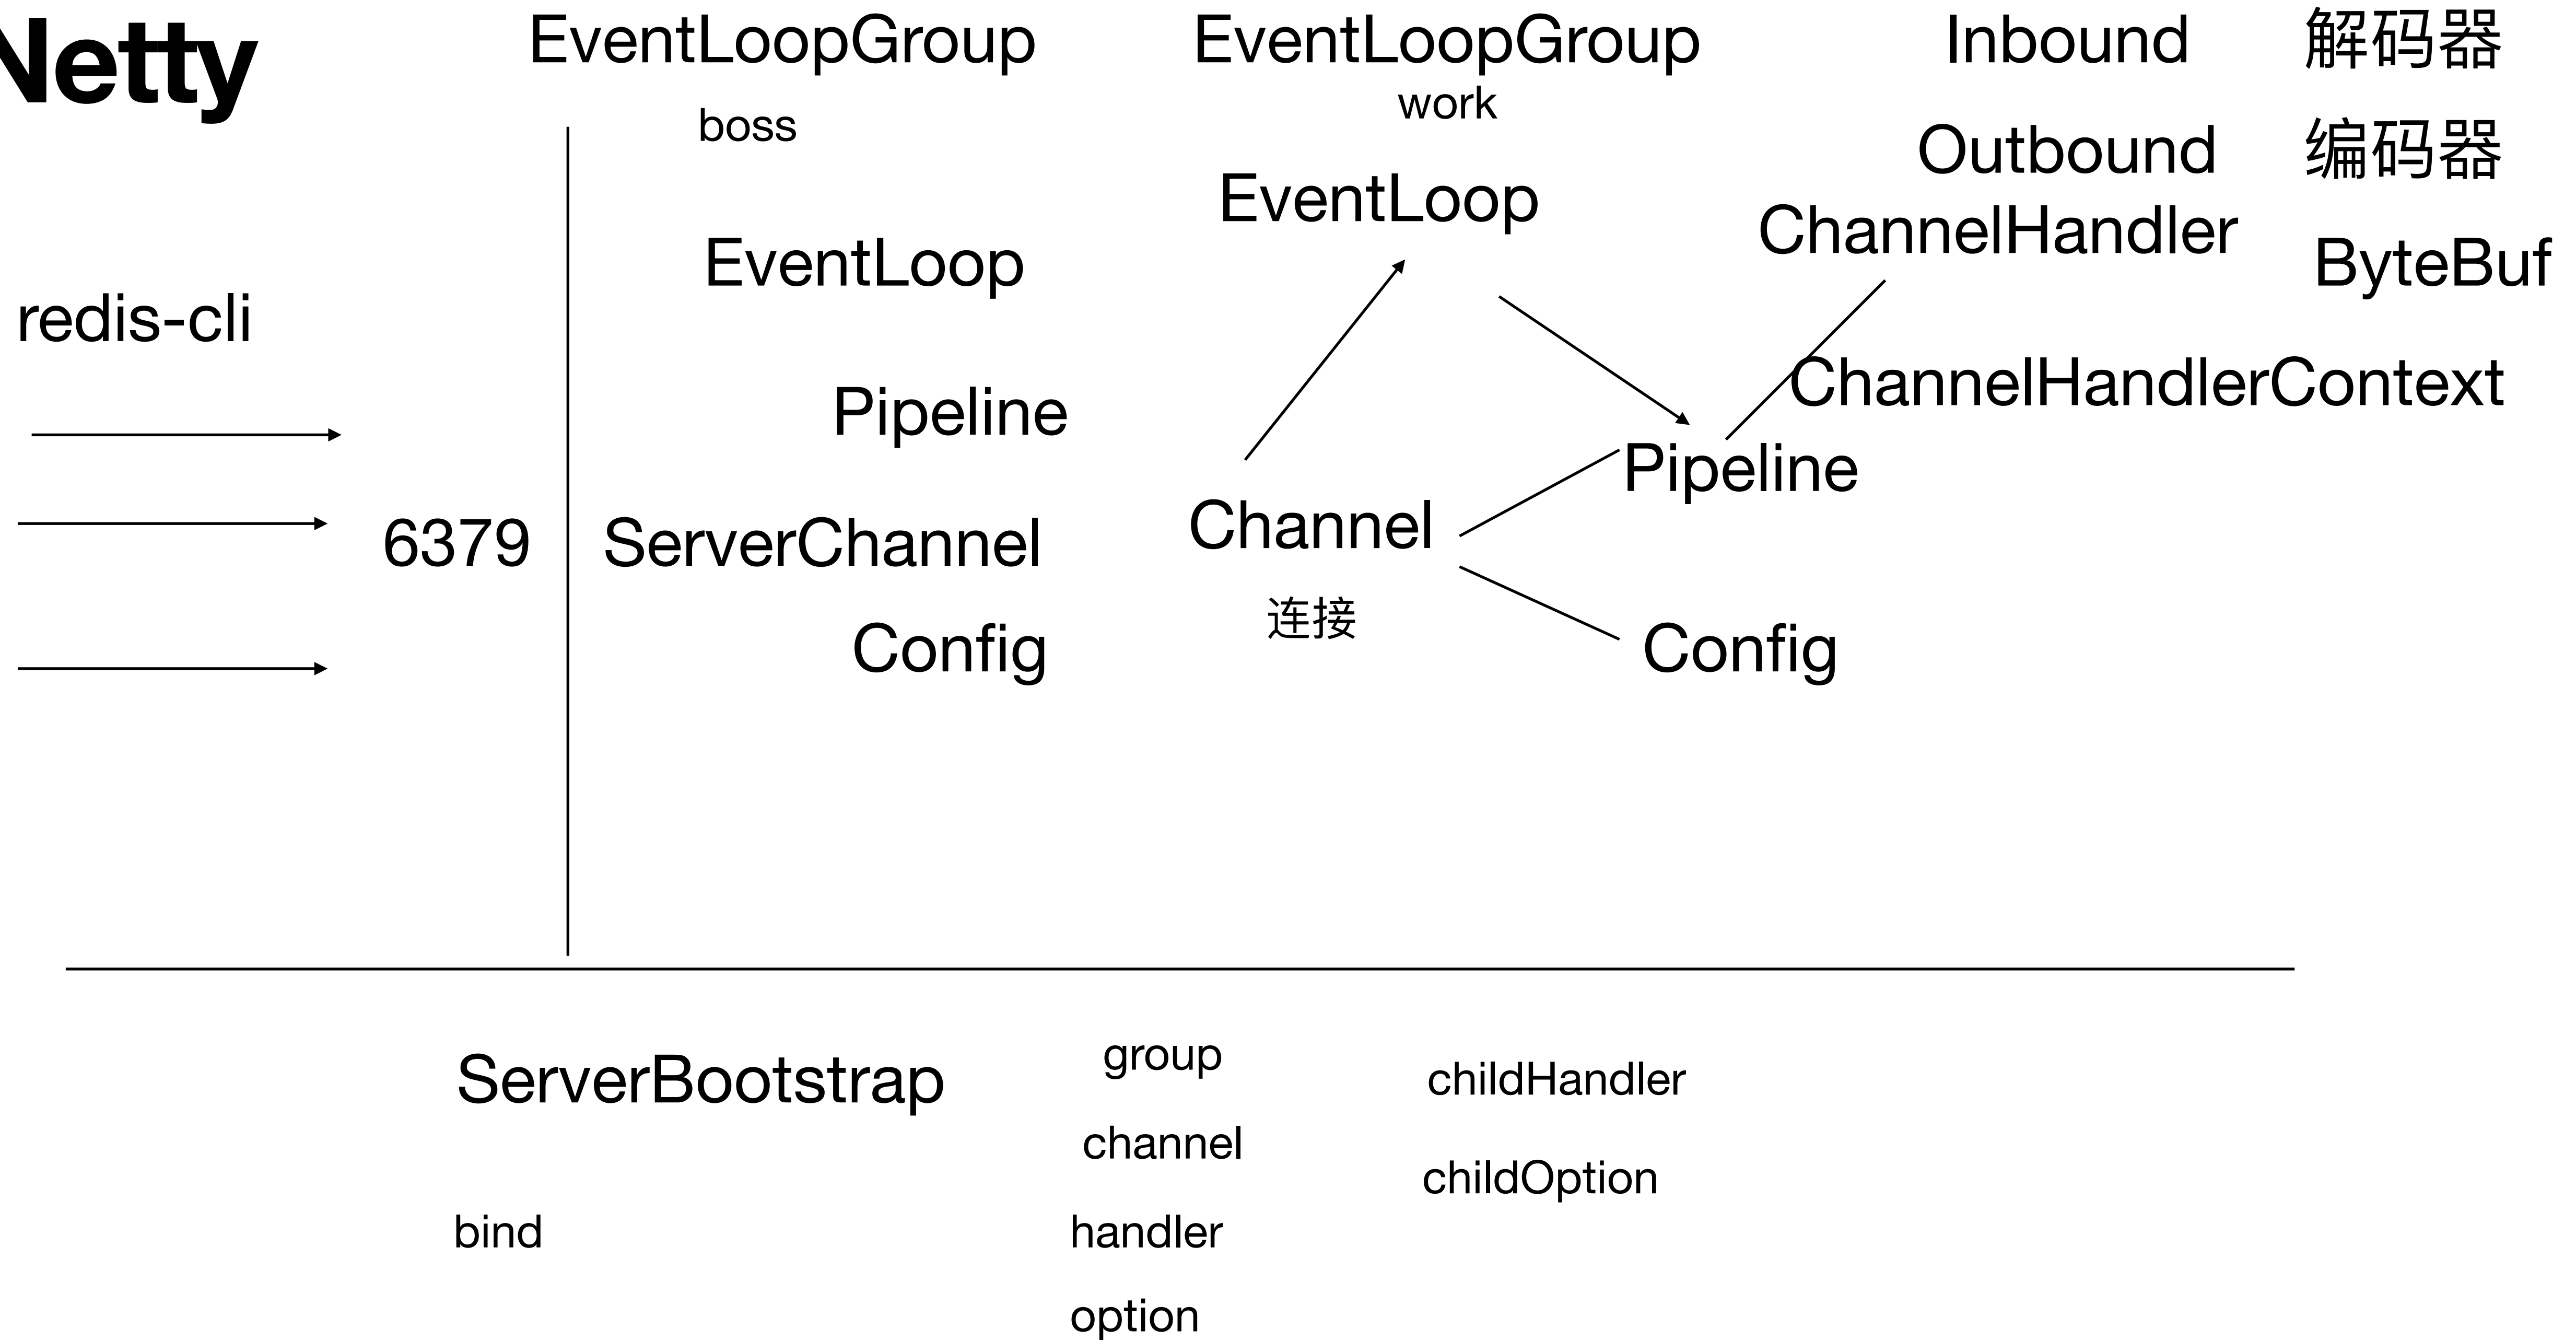 Netty
EventLoopGroup
boss
EventLoop
Pipeline
ServerChannel
Config
redis-cli
6379
EventLoopGroup
work
EventLoop
Channel
连接
Pipeline
Config
Inbound 解码器
Outbound 编码器
ChannelHandler
ByteBuf
ChannelHandlerContext
ServerBootstrap
bind
group
channel
handler
option
childHandler
childOption